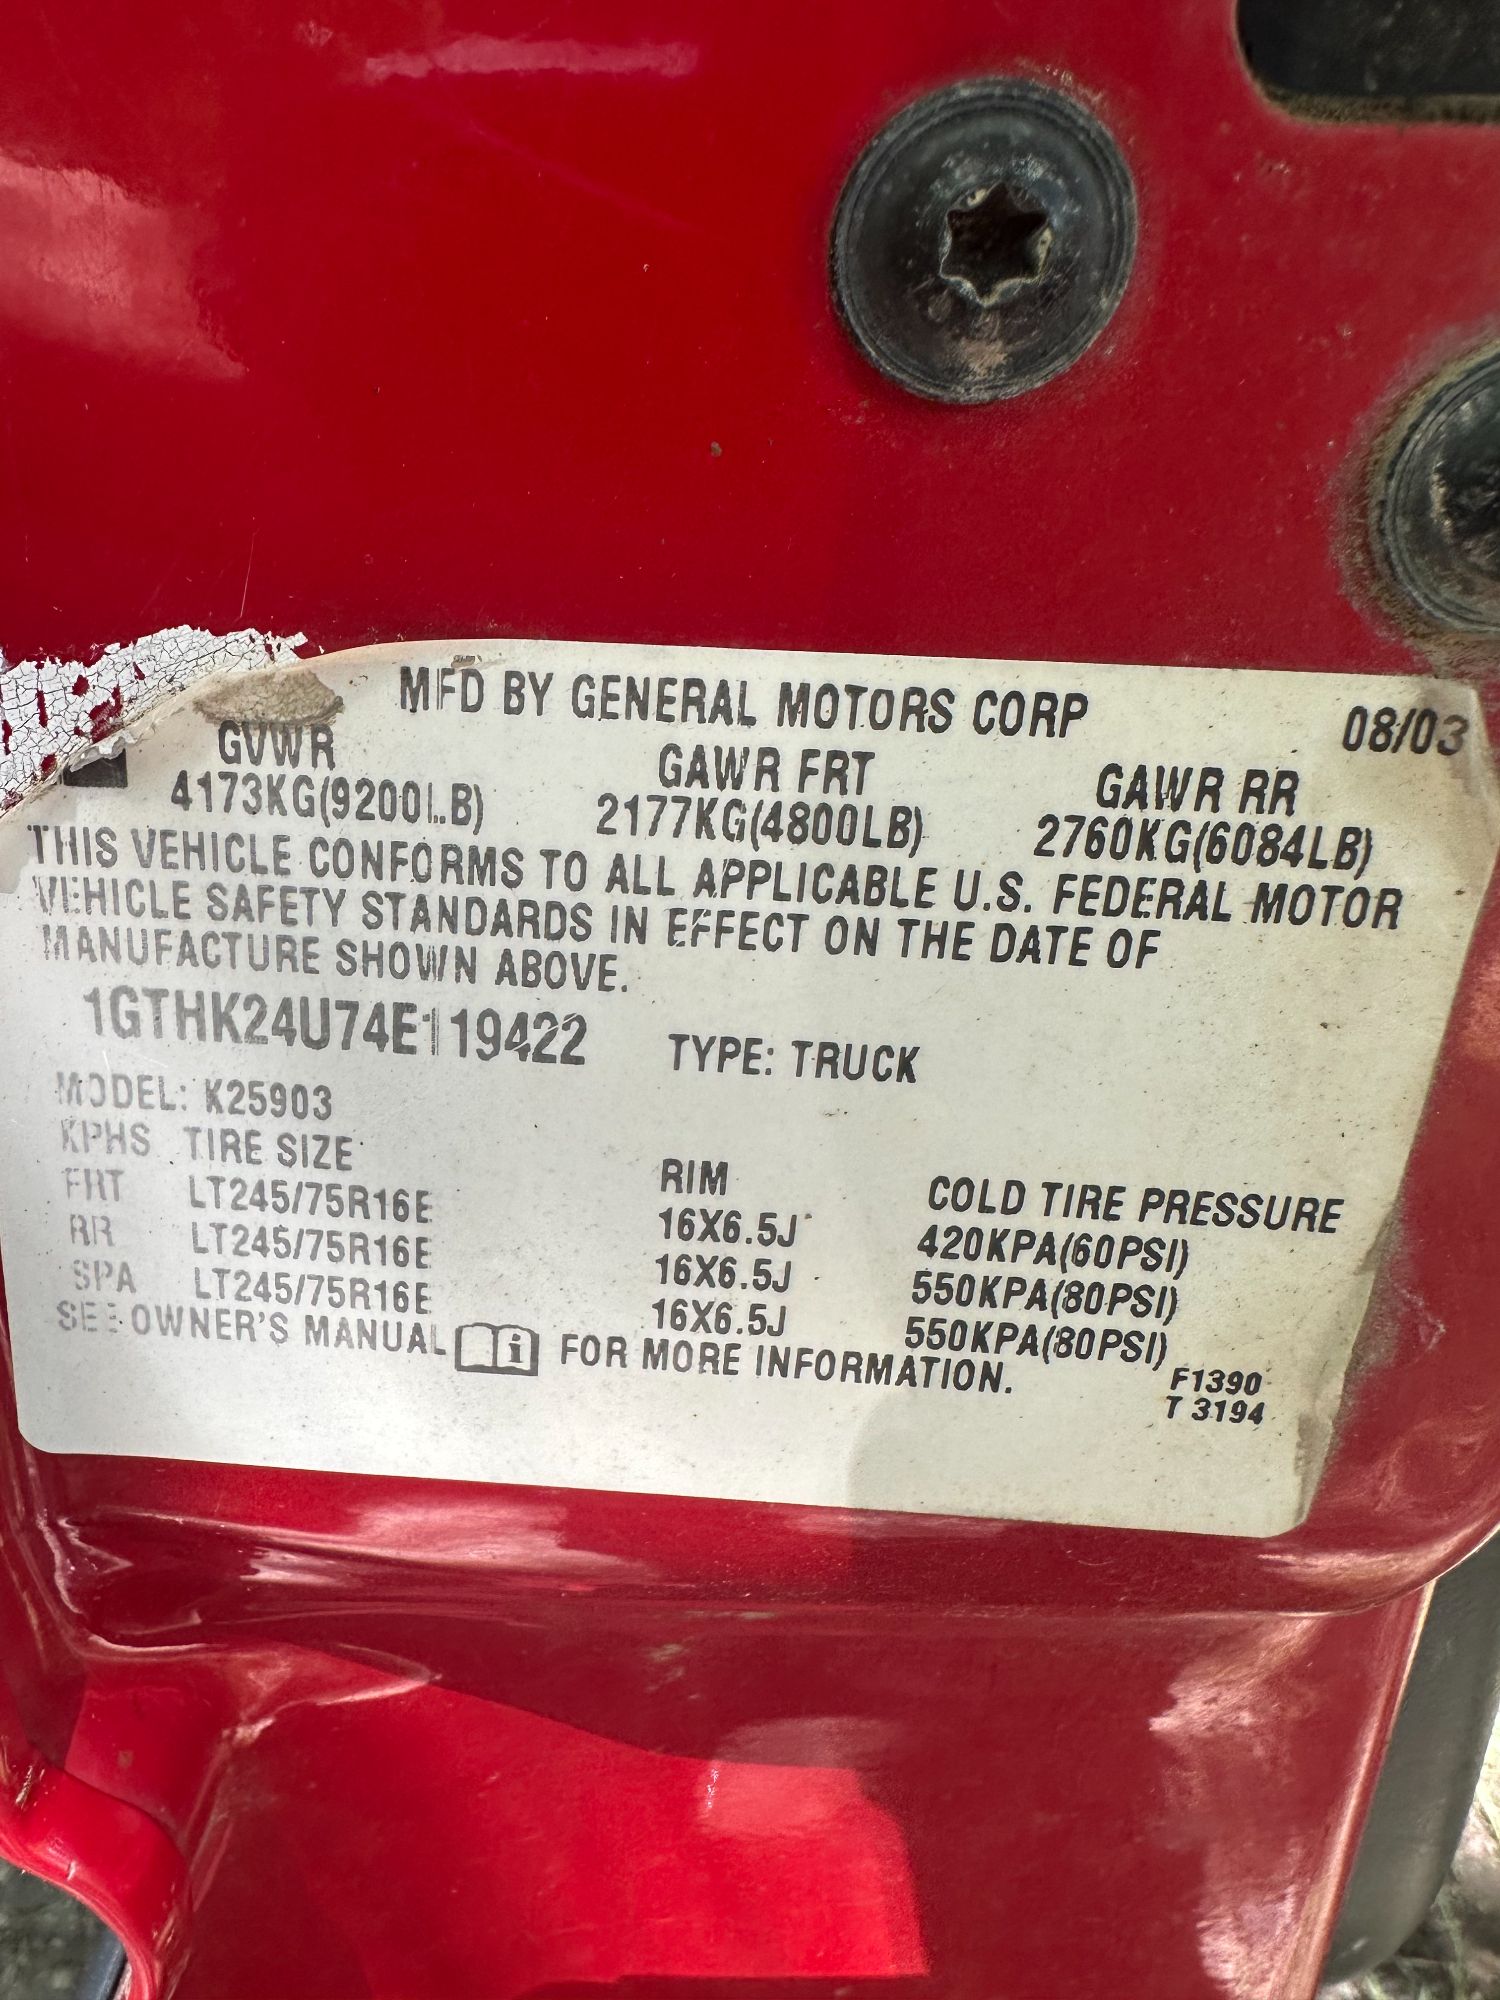 MFD BY GENERAL MOTORS CORP 08/03
GVWR GAWR FRT GAWR RR
4173KG(9200LB) 2177KG(4800LB) 2760KG(6084LB)
THIS VEHICLE CONFORMS TO ALL APPLICABLE U.S. FEDERAL MOTOR
VEHICLE SAFETY STANDARDS IN EFFECT ON THE DATE OF
MANUFACTURE SHOWN ABOVE.
1GTHK24U74E119422 TYPE: TRUCK
MODEL: K25903
KPHS TIRE SIZE RIM COLD TIRE PRESSURE
FRT LT245/75R16E 16X6.5J 420KPA(60PSI)
RR LT245/75R16E 16X6.5J 550KPA(80PSI)
SPA LT245/75R16E 16X6.5J 550KPA(80PSI)
SEE OWNER'S MANUAL FOR MORE INFORMATION.
F1390
T 3194